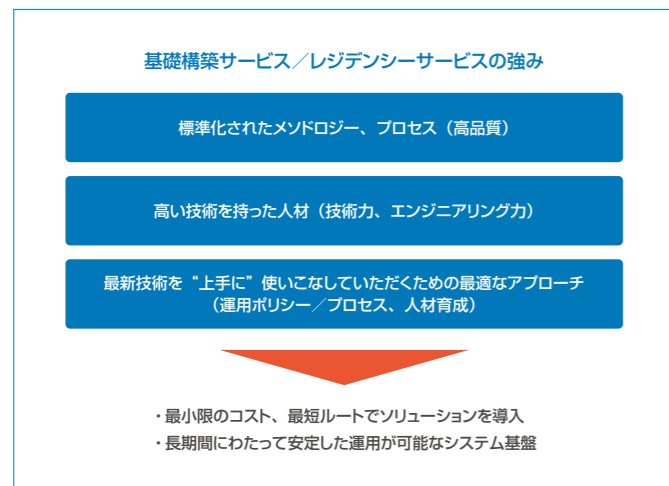 基礎構築サービス／レジデンシーサービスの強み
標準化されたメソドロジー、プロセス（高品質）
高い技術を持った人材（技術力、エンジニアリング力）
最新技術を“上手に”使いこなしていただくための最適なアプローチ
（運用ポリシー／プロセス、人材育成）
・最小限のコスト、最短ルートでソリューションを導入
・長期間にわたって安定した運用が可能なシステム基盤